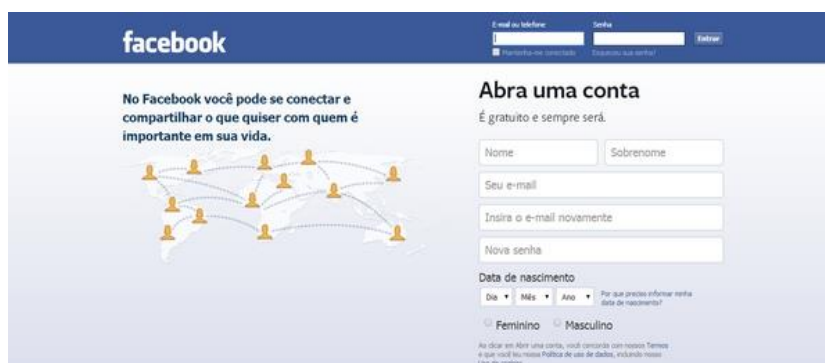 facebook
E-mail ou telefone
Senha
Entrar
Mantenha-me conectado
Esqueceu sua senha?
No Facebook você pode se conectar e
compartilhar o que quiser com quem é
importante em sua vida.
Abra uma conta
É gratuito e sempre será.
Nome
Sobrenome
Seu e-mail
Insira o e-mail novamente
Nova senha
Data de nascimento
Dia Mês Ano
Por que preciso informar minha
data de nascimento?
Feminino Masculino
Ao clicar em Abrir uma conta, você concorda com nossos Termos
e que você leu nossa Política de uso de dados, incluindo nosso
Uso de cookies